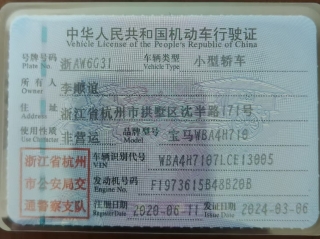 中华人民共和国机动车行驶证
Vehicle License of the People's Republic of China
号牌号码 浙AW6G31 车辆类型 小型轿车
Plate No. Vehicle Type
所有人 李顺谊
Owner
住址 浙江省杭州市拱墅区沈半路171号
使用性质 非营运 品牌型号 宝马WBA4H710
Use Character Model
浙江省杭州 车辆识别代号 WBA4H7107LCE13005
VIN
市公安局交 发动机号码 F1973615B48B20B
Engine No.
通警察支队 注册日期 2020-06-11 发证日期 2024-03-06
Register Date Issue Date